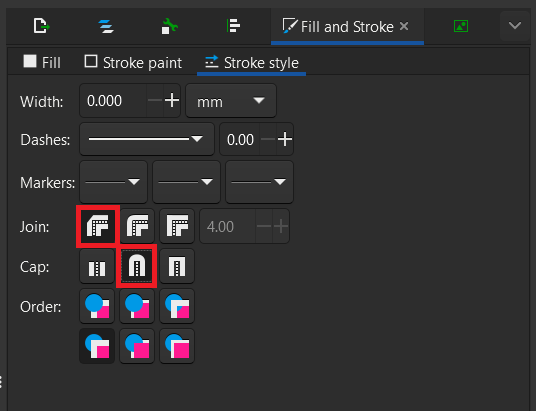 Fill and Stroke
Fill Stroke paint Stroke style
Width: 0.000 mm
Dashes: 0.00
Markers:
Join: 4.00
Cap:
Order: